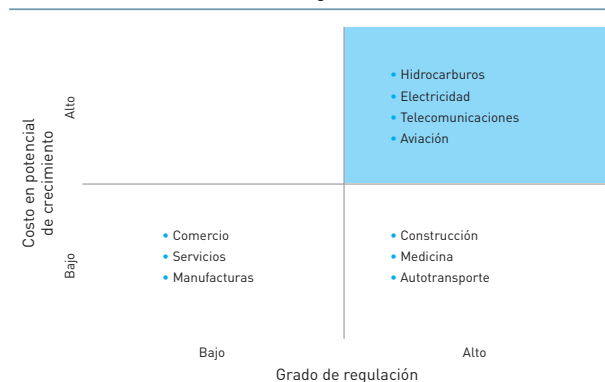 Alto
• Hidrocarburos
• Electricidad
• Telecomunicaciones
• Aviación
Costo en potencial
de crecimiento
Bajo
• Comercio
• Servicios
• Manufacturas
• Construcción
• Medicina
• Autotransporte
Bajo
Alto
Grado de regulación